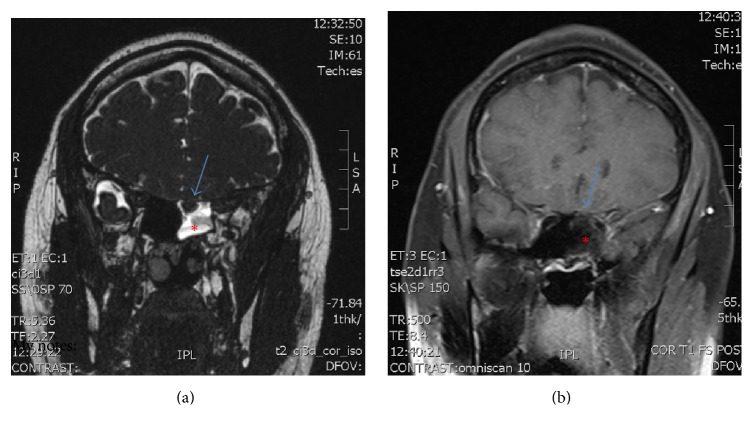 12:32:50
SE:10
IM:61
Tech:es
R
I
P
L
S
A
ET:1 EC:1
ci3d1
SS\OSP 70
TR:5.36
TE:2.27
12:29:22
CONTRAST:
IPL
-71.84
1thk/
:
t2_ci3d_cor_iso
DFOV:
(a)
12:40:3
SE:1
IM:1
Tech:e
R
I
P
L
S
A
ET:3 EC:1
tse2d1rr3
SK\SP 150
TR:500
TE:8.4
12:40:21
CONTRAST:omniscan 10
IPL
-65.
5thk
COR T1 FS POST
DFOV:
(b)